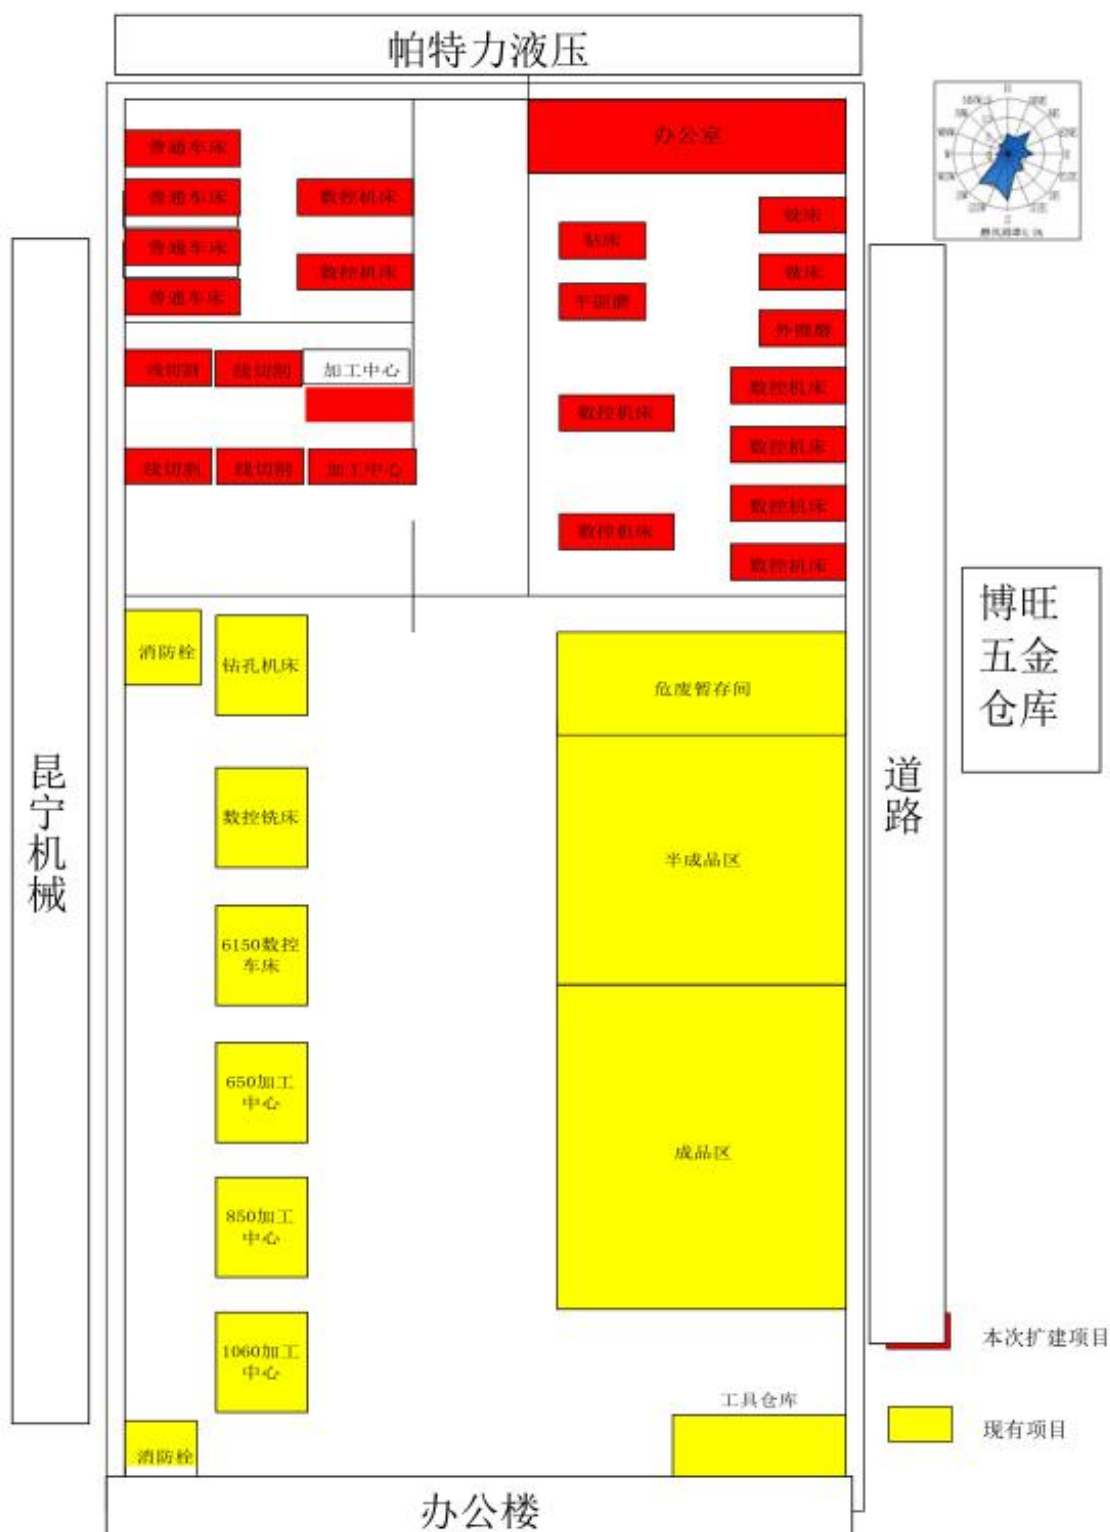 帕特力液压
办公室
普通车床
普通车床
数控机床
铣床
钻床
普通车床
数控机床
铣床
普通车床
平面磨
外圆磨
线切割
线切割
加工中心
数控机床
数控机床
数控机床
线切割
线切割
加工中心
数控机床
数控机床
数控机床
博旺
五金
仓库
消防栓
钻孔机床
危废暂存间
昆宁机械
数控铣床
道路
半成品区
6150数控
车床
650加工
中心
成品区
850加工
中心
1060加工
中心
本次扩建项目
工具仓库
现有项目
消防栓
办公楼